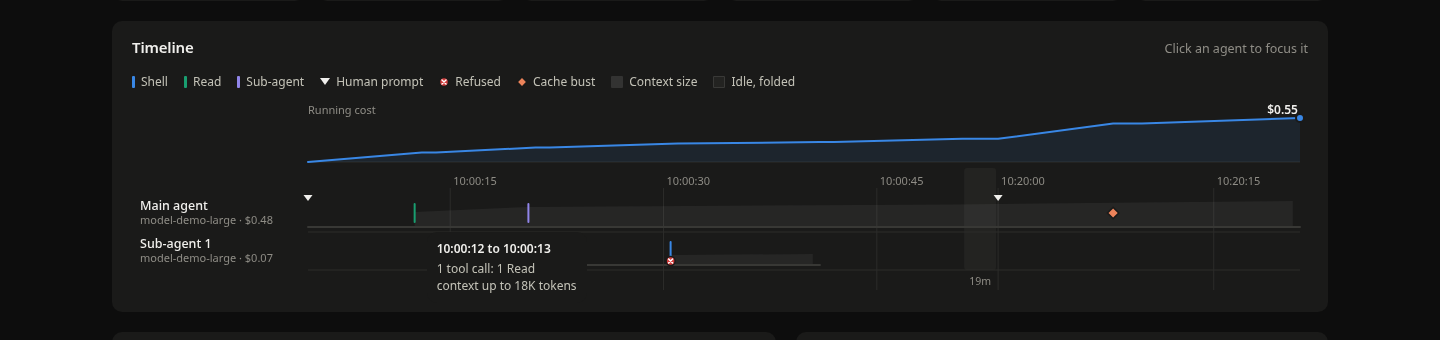 Timeline
Click an agent to focus it
Shell Read Sub-agent Human prompt Refused Cache bust Context size Idle, folded
Running cost
$0.55
10:00:15 10:00:30 10:00:45 10:20:00 10:20:15
Main agent
model-demo-large · $0.48
Sub-agent 1
model-demo-large · $0.07
10:00:12 to 10:00:13
1 tool call: 1 Read
context up to 18K tokens
19m